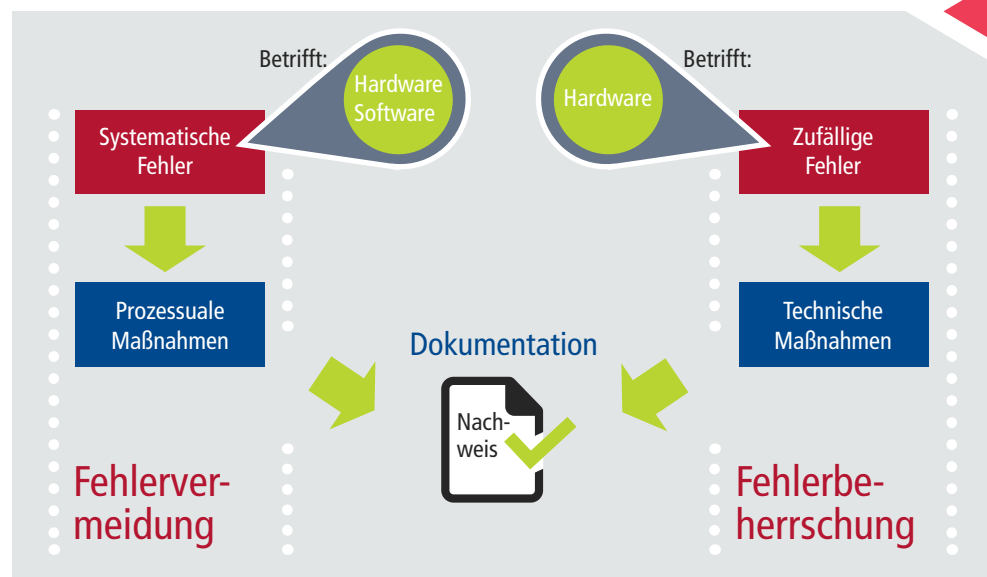 Betrifft:
Hardware
Software
Systematische
Fehler
Prozessuale
Maßnahmen
Fehlerver-
meidung
Betrifft:
Hardware
Zufällige
Fehler
Technische
Maßnahmen
Fehlerbe-
herrschung
Dokumentation
Nach-
weis